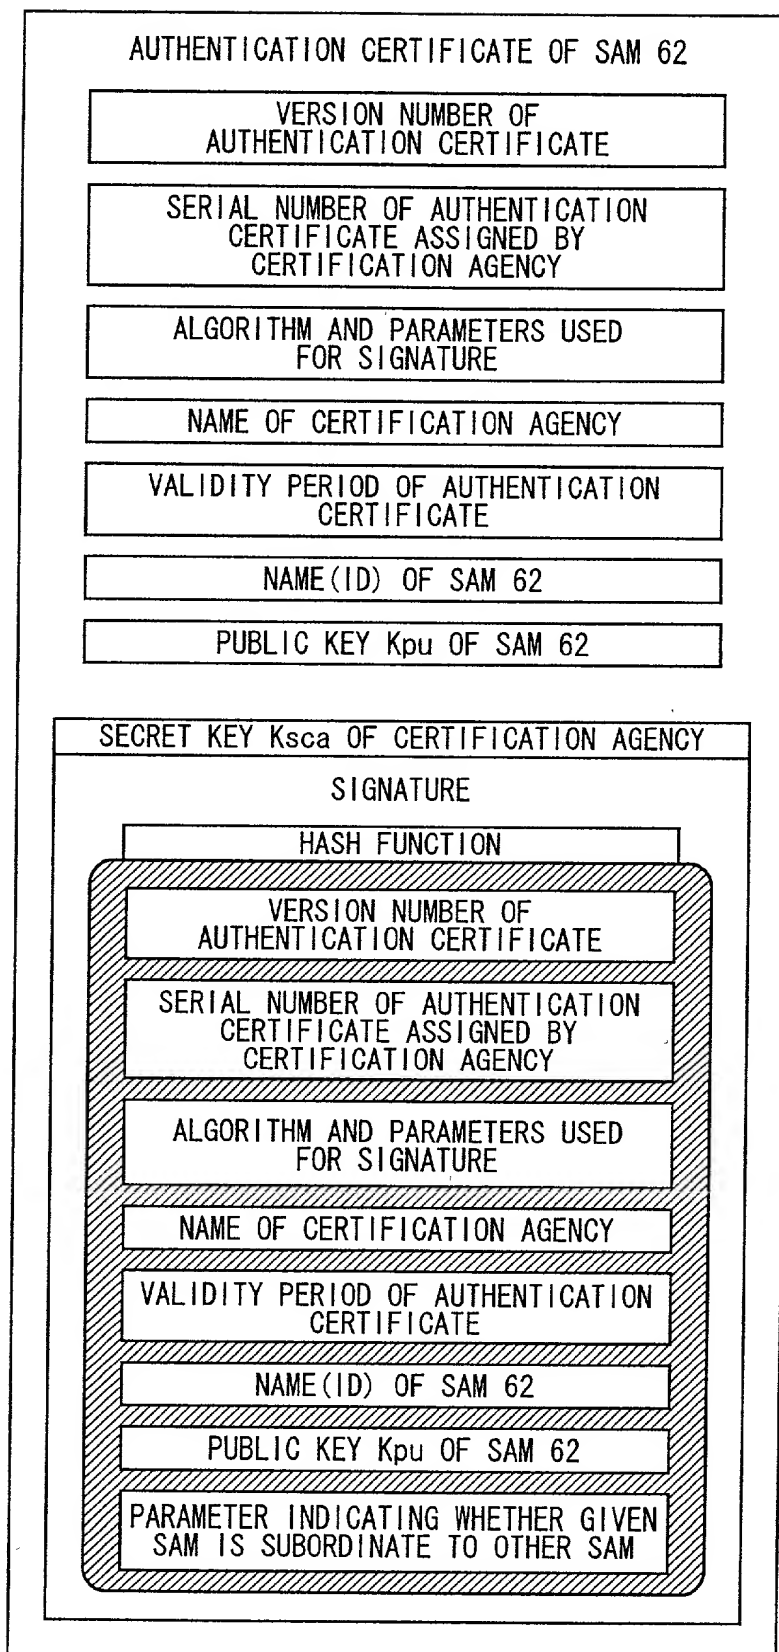 AUTHENTICATION CERTIFICATE OF SAM 62
VERSION NUMBER OF
AUTHENTICATION CERTIFICATE
SERIAL NUMBER OF AUTHENTICATION
CERTIFICATE ASSIGNED BY
CERTIFICATION AGENCY
ALGORITHM AND PARAMETERS USED
FOR SIGNATURE
NAME OF CERTIFICATION AGENCY
VALIDITY PERIOD OF AUTHENTICATION
CERTIFICATE
NAME(ID) OF SAM 62
PUBLIC KEY Kpu OF SAM 62
SECRET KEY Ksca OF CERTIFICATION AGENCY
SIGNATURE
HASH FUNCTION
VERSION NUMBER OF
AUTHENTICATION CERTIFICATE
SERIAL NUMBER OF AUTHENTICATION
CERTIFICATE ASSIGNED BY
CERTIFICATION AGENCY
ALGORITHM AND PARAMETERS USED
FOR SIGNATURE
NAME OF CERTIFICATION AGENCY
VALIDITY PERIOD OF AUTHENTICATION
CERTIFICATE
NAME(ID) OF SAM 62
PUBLIC KEY Kpu OF SAM 62
PARAMETER INDICATING WHETHER GIVEN
SAM IS SUBORDINATE TO OTHER SAM